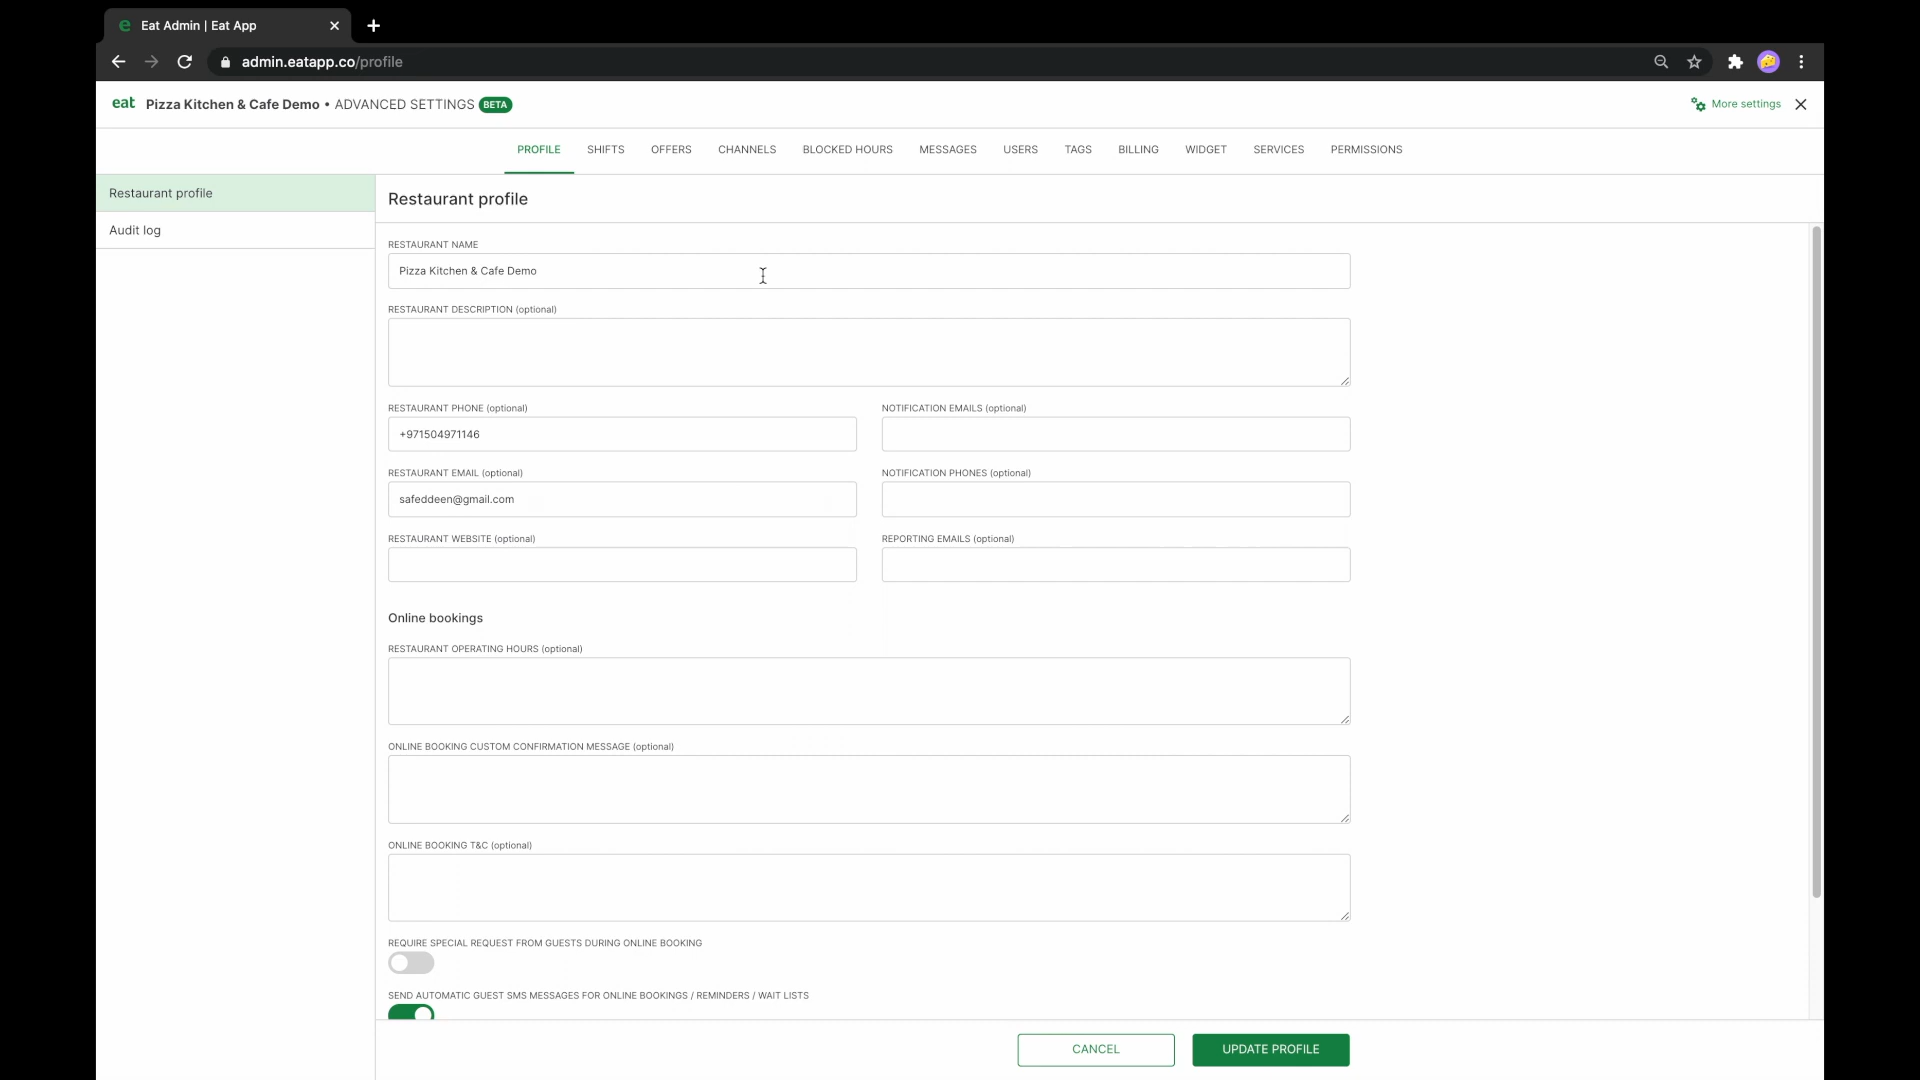 Eat Admin | Eat App
admin.eatapp.co/profile
eat Pizza Kitchen & Cafe Demo • ADVANCED SETTINGS BETA
More settings
PROFILE SHIFTS OFFERS CHANNELS BLOCKED HOURS MESSAGES USERS TAGS BILLING WIDGET SERVICES PERMISSIONS
Restaurant profile
Audit log
Restaurant profile
RESTAURANT NAME
Pizza Kitchen & Cafe Demo
RESTAURANT DESCRIPTION (optional)
RESTAURANT PHONE (optional) NOTIFICATION EMAILS (optional)
+971504971146
RESTAURANT EMAIL (optional) NOTIFICATION PHONES (optional)
safeddeen@gmail.com
RESTAURANT WEBSITE (optional) REPORTING EMAILS (optional)
Online bookings
RESTAURANT OPERATING HOURS (optional)
ONLINE BOOKING CUSTOM CONFIRMATION MESSAGE (optional)
ONLINE BOOKING T&C (optional)
REQUIRE SPECIAL REQUEST FROM GUESTS DURING ONLINE BOOKING
SEND AUTOMATIC GUEST SMS MESSAGES FOR ONLINE BOOKINGS / REMINDERS / WAIT LISTS
CANCEL UPDATE PROFILE